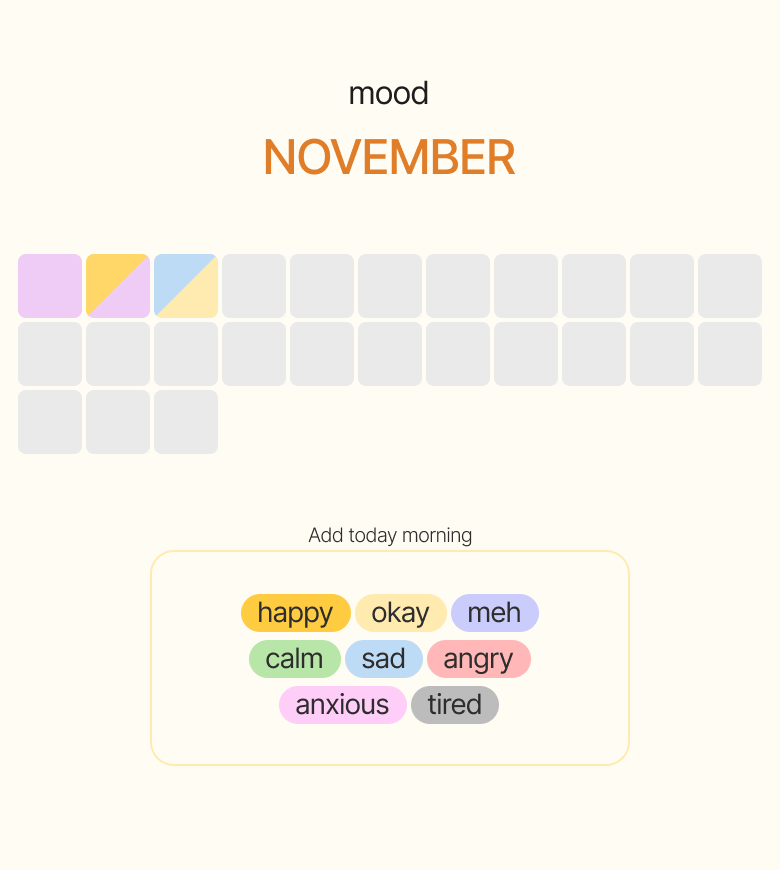 mood
NOVEMBER
Add today morning
happy okay meh
calm sad angry
anxious tired